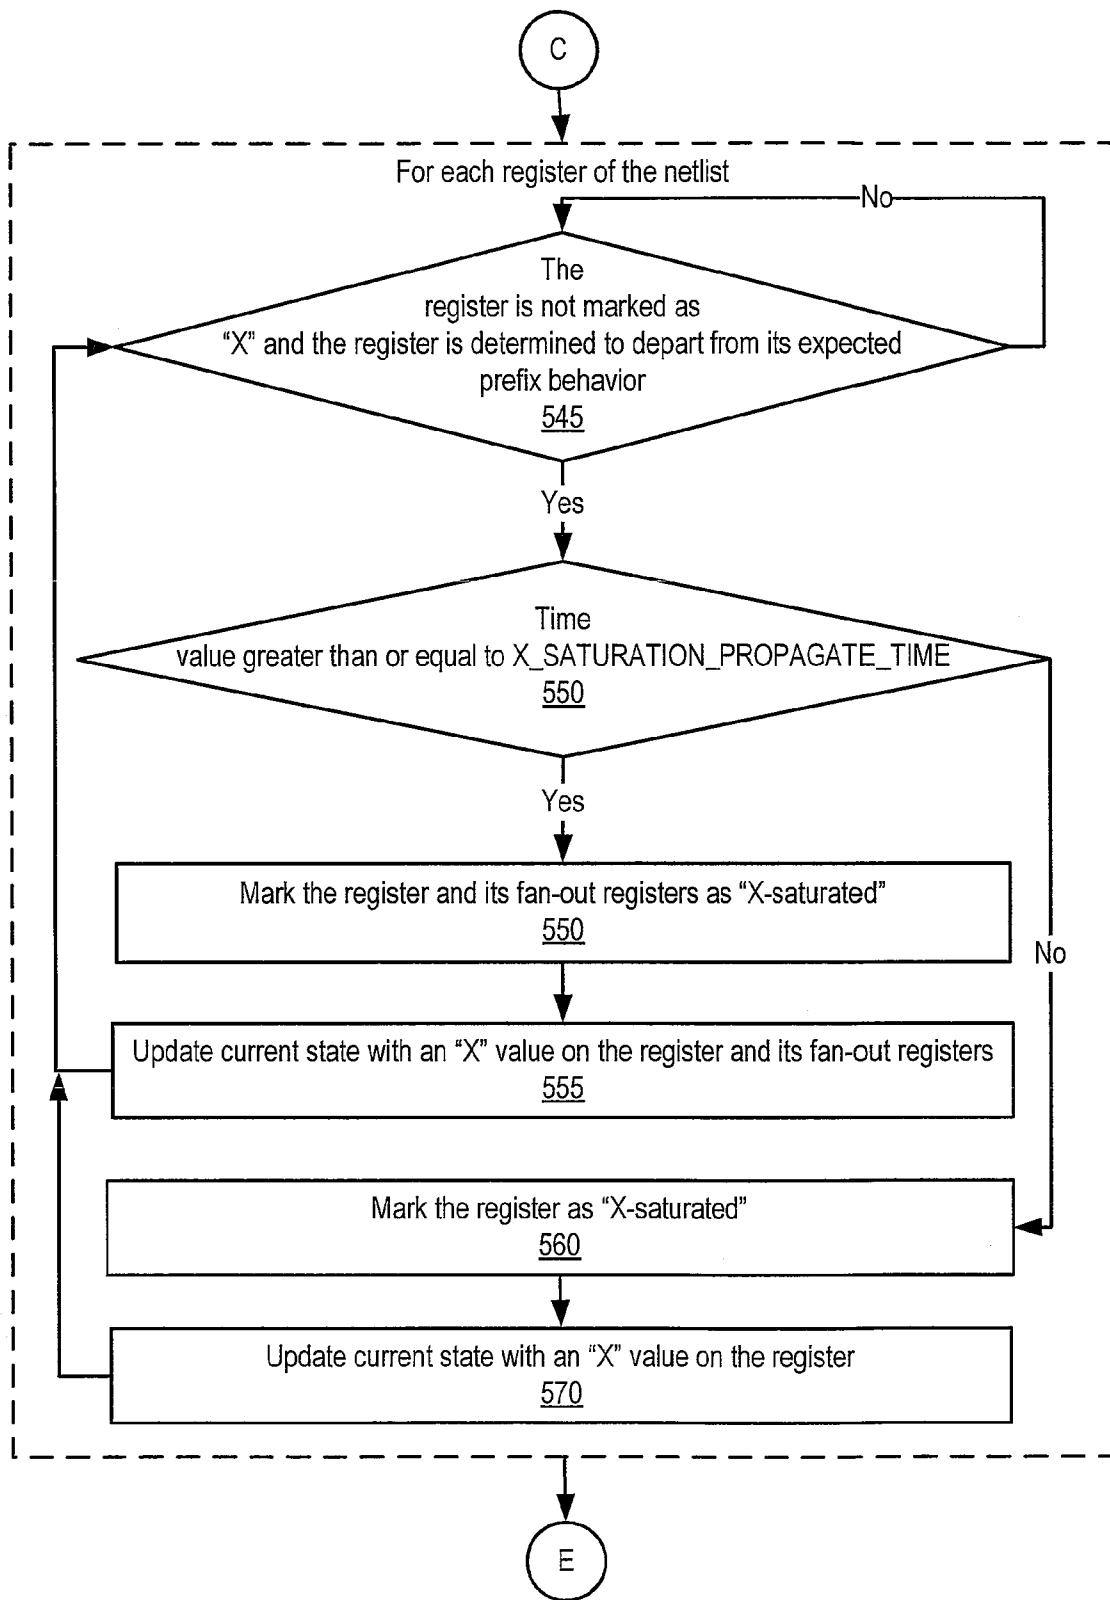 C
For each register of the netlist
No
The
register is not marked as
“X” and the register is determined to depart from its expected
prefix behavior
545
Yes
Time
value greater than or equal to X_SATURATION_PROPAGATE_TIME
550
Yes
Mark the register and its fan-out registers as “X-saturated”
550
No
Update current state with an “X” value on the register and its fan-out registers
555
Mark the register as “X-saturated”
560
Update current state with an “X” value on the register
570
E